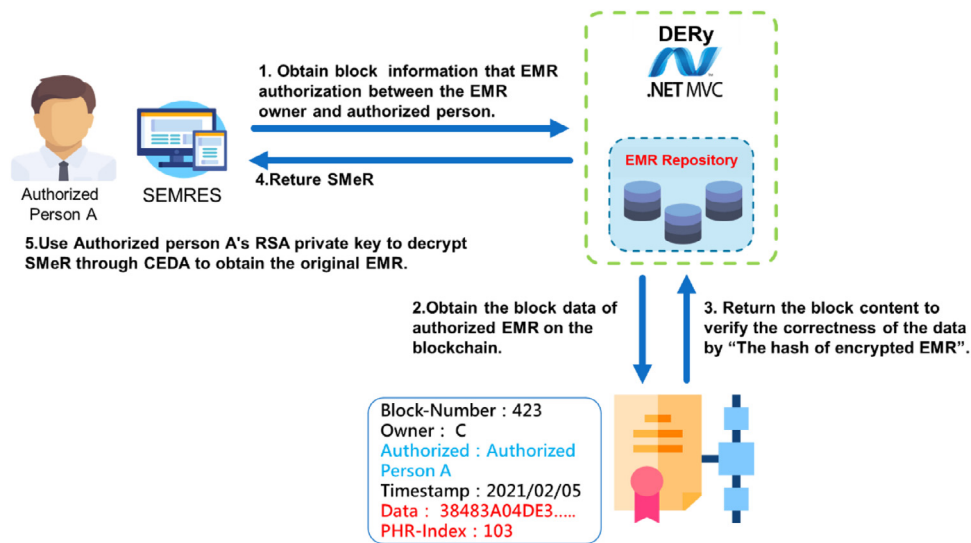 DERy
.NET MVC
1. Obtain block information that EMR
authorization between the EMR
owner and authorized person.
EMR Repository
4.Reture SMeR
Authorized
Person A
SEMRES
5.Use Authorized person A's RSA private key to decrypt
SMeR through CEDA to obtain the original EMR.
2.Obtain the block data of
authorized EMR on the
blockchain.
3. Return the block content to
verify the correctness of the data
by “The hash of encrypted EMR”.
Block-Number : 423
Owner : C
Authorized : Authorized
Person A
Timestamp : 2021/02/05
Data : 38483A04DE3.....
PHR-Index : 103